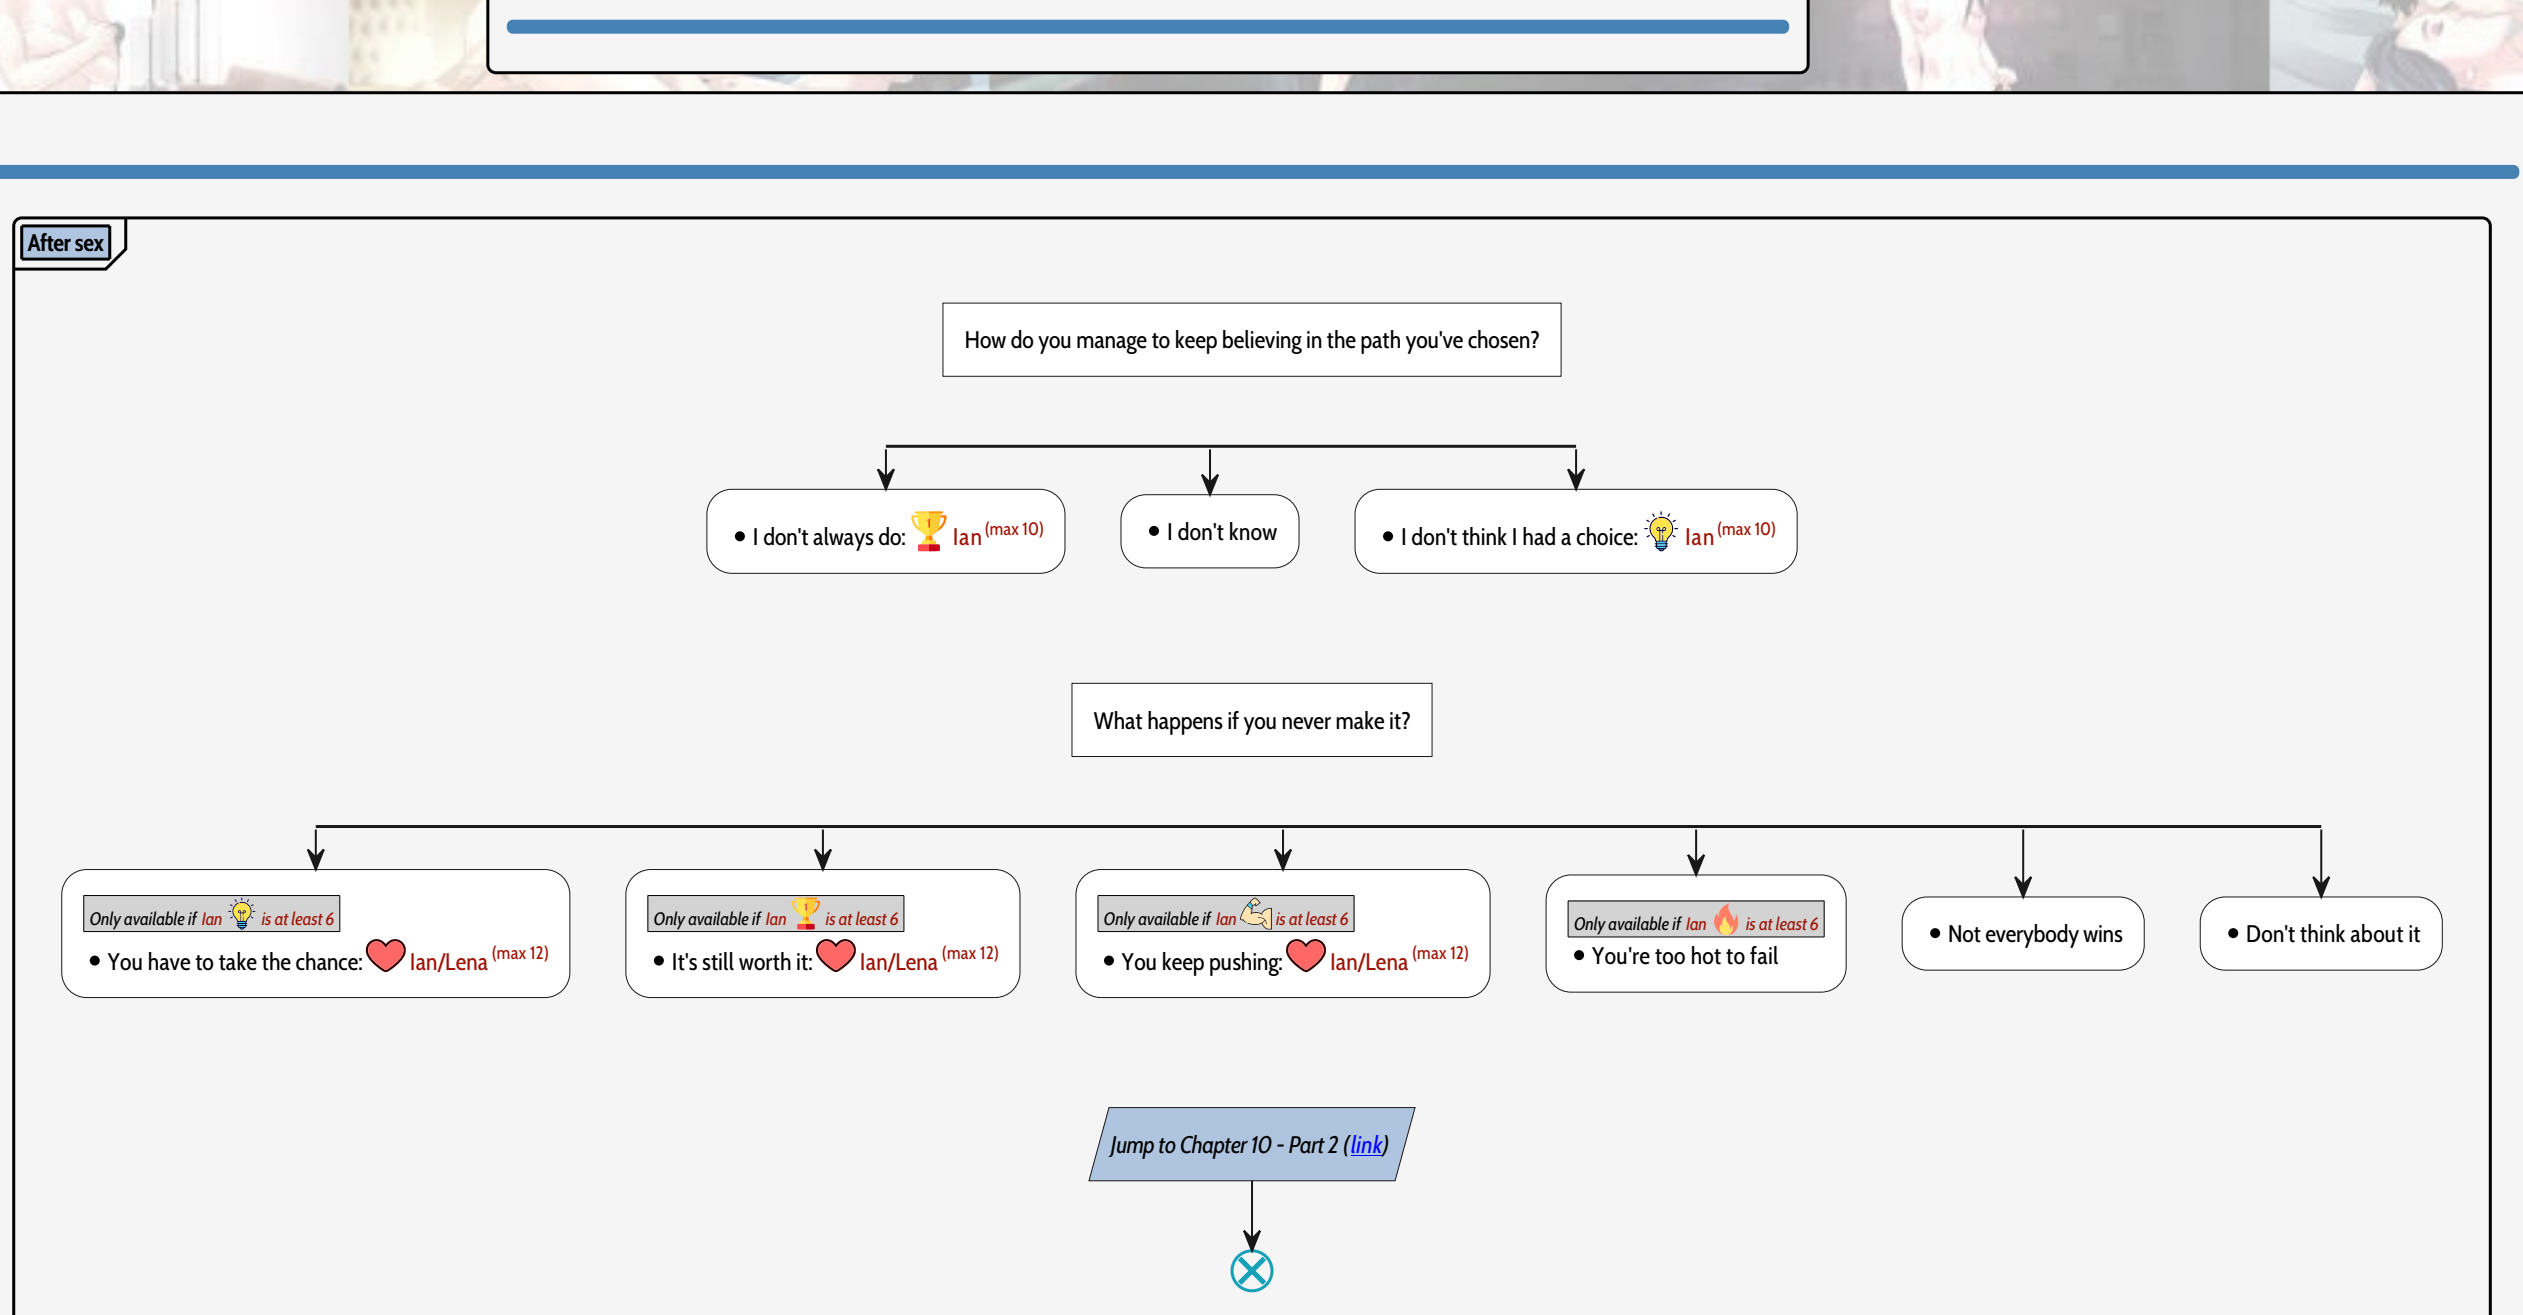 After sex
How do you manage to keep believing in the path you've chosen?
• I don't always do: Ian (max 10)
• I don't know
• I don't think I had a choice: Ian (max 10)
What happens if you never make it?
Only available if Ian is at least 6
• You have to take the chance: Ian/Lena (max 12)
Only available if Ian is at least 6
• It's still worth it: Ian/Lena (max 12)
Only available if Ian is at least 6
• You keep pushing: Ian/Lena (max 12)
Only available if Ian is at least 6
• You're too hot to fail
• Not everybody wins
• Don't think about it
Jump to Chapter 10 - Part 2 (link)